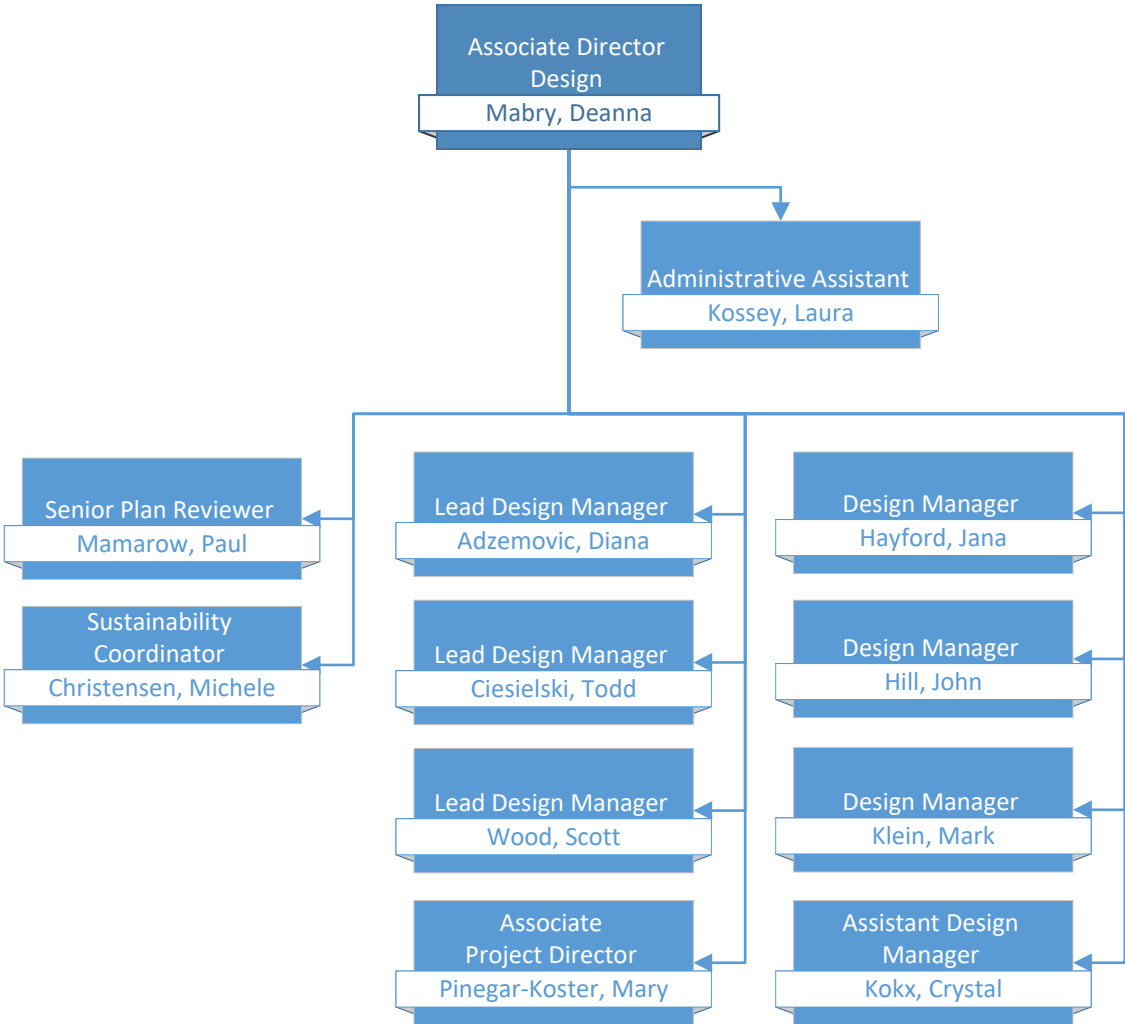 Associate Director
Design
Mabry, Deanna
Administrative Assistant
Kossey, Laura
Senior Plan Reviewer
Mamarow, Paul
Sustainability
Coordinator
Christensen, Michele
Lead Design Manager
Adzemovic, Diana
Lead Design Manager
Ciesielski, Todd
Lead Design Manager
Wood, Scott
Associate
Project Director
Pinegar-Koster, Mary
Design Manager
Hayford, Jana
Design Manager
Hill, John
Design Manager
Klein, Mark
Assistant Design
Manager
Kokx, Crystal